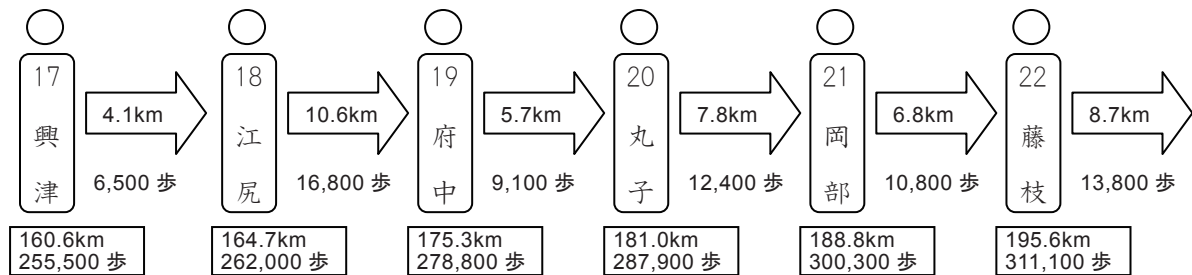 17 興津
4.1km
6,500 歩
160.6km
255,500 歩
18 江尻
10.6km
16,800 歩
164.7km
262,000 歩
19 府中
5.7km
9,100 歩
175.3km
278,800 歩
20 丸子
7.8km
12,400 歩
181.0km
287,900 歩
21 岡部
6.8km
10,800 歩
188.8km
300,300 歩
22 藤枝
8.7km
13,800 歩
195.6km
311,100 歩